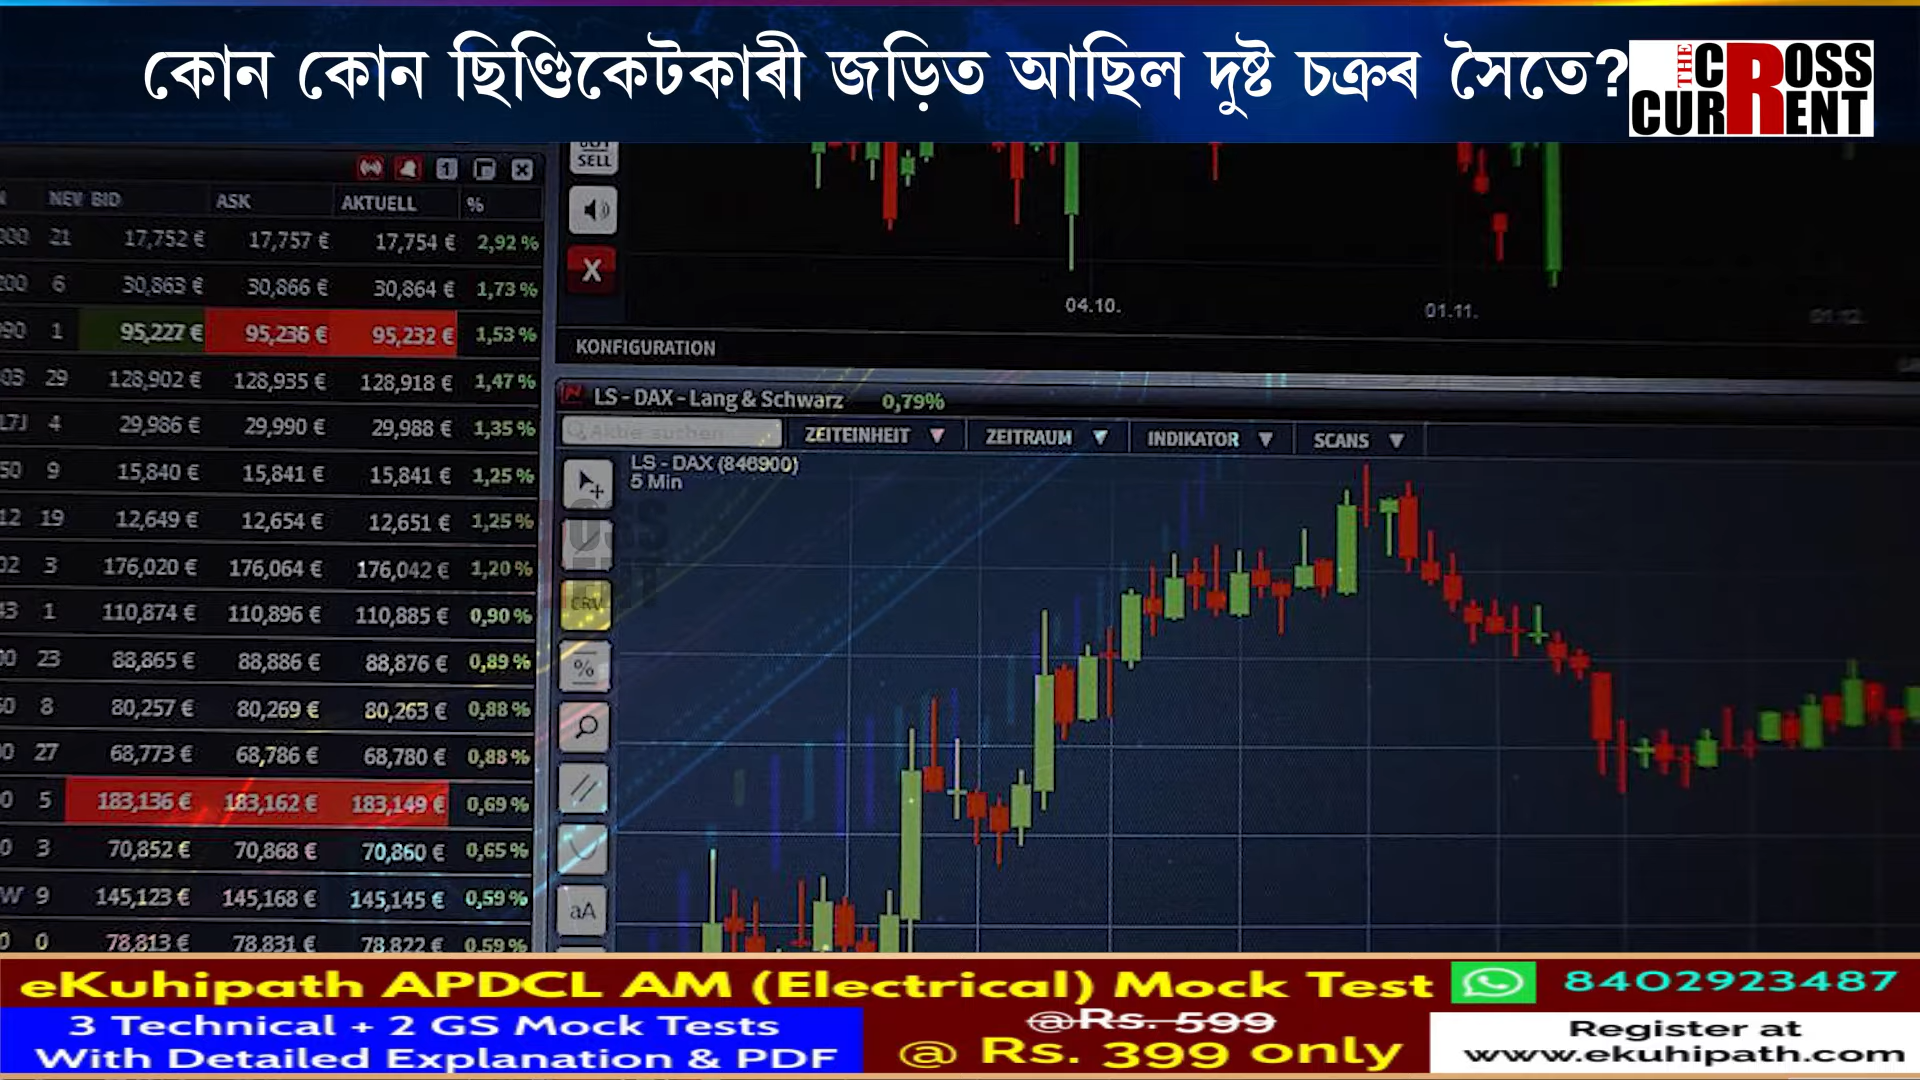 কোন কোন ছিণ্ডিকেটকাৰী জড়িত আছিল দুষ্ট চক্ৰৰ সৈতে?
THE CROSS
CURRENT
NEV BID ASK AKTUELL %
21 17,752 € 17,757 € 17,754 € 2,92 %
6 30,863 € 30,866 € 30,864 € 1,73 %
1 95,227 € 95,236 € 95,232 € 1,53 %
29 128,902 € 128,935 € 128,918 € 1,47 %
4 29,986 € 29,990 € 29,988 € 1,35 %
9 15,840 € 15,841 € 15,841 € 1,25 %
19 12,649 € 12,654 € 12,651 € 1,25 %
3 176,020 € 176,064 € 176,042 € 1,20 %
1 110,874 € 110,896 € 110,885 € 0,90 %
23 88,865 € 88,886 € 88,876 € 0,89 %
8 80,257 € 80,269 € 80,263 € 0,88 %
27 68,773 € 68,786 € 68,780 € 0,88 %
5 183,136 € 183,162 € 183,149 € 0,69 %
3 70,852 € 70,868 € 70,860 € 0,65 %
9 145,123 € 145,168 € 145,145 € 0,59 %
0 78,813 € 78,831 € 78,822 € 0,59 %
SELL
X
04.10. 01.11. 01.12.
KONFIGURATION
LS - DAX - Lang & Schwarz 0,79%
Aktie suchen ZEITEINHEIT ZEITRAUM INDIKATOR SCANS
LS - DAX (846900)
5 Min
CRV
%
aA
eKuhipath APDCL AM (Electrical) Mock Test 8402923487
3 Technical + 2 GS Mock Tests
With Detailed Explanation & PDF
@Rs. 599
@ Rs. 399 only
Register at
www.ekuhipath.com